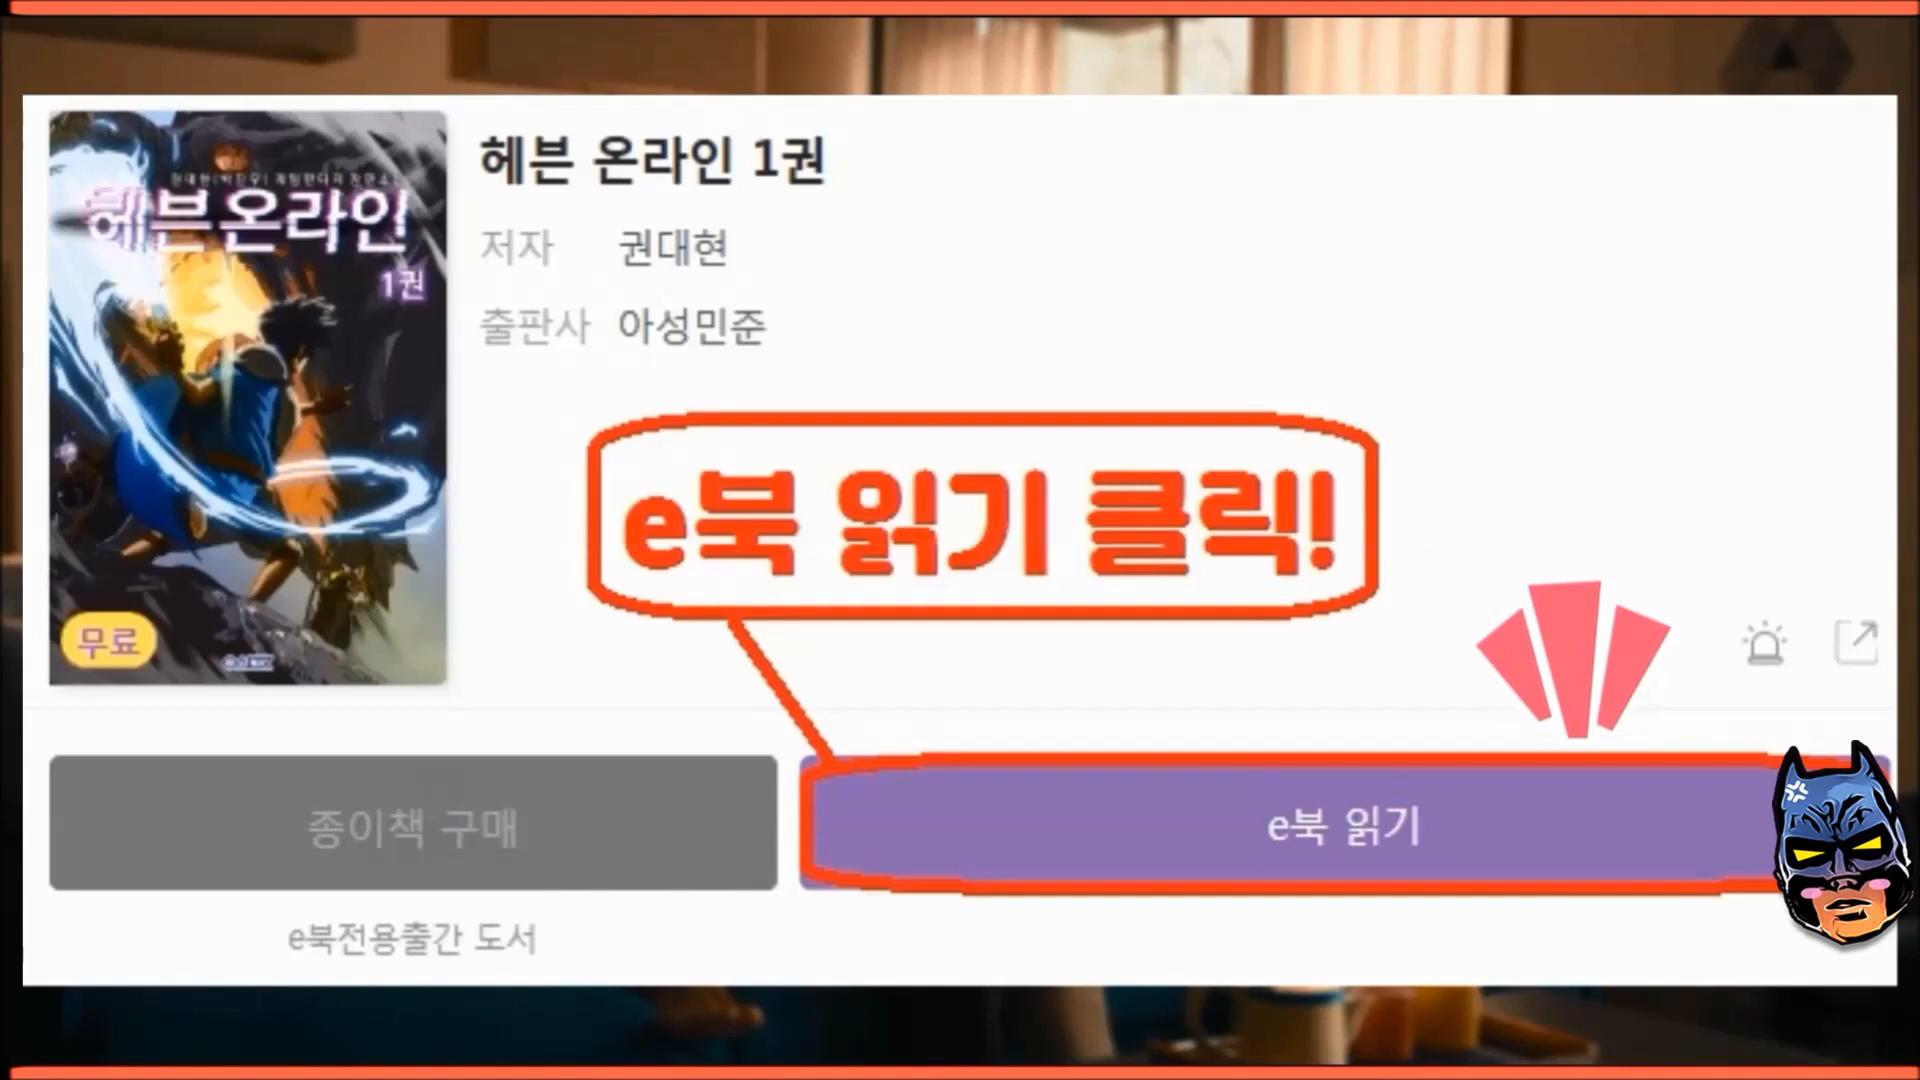 헤븐 온라인
1권
무료
헤븐 온라인 1권
저자 권대현
출판사 아성민준
e북 읽기 클릭!
종이책 구매
e북 읽기
e북전용출간 도서